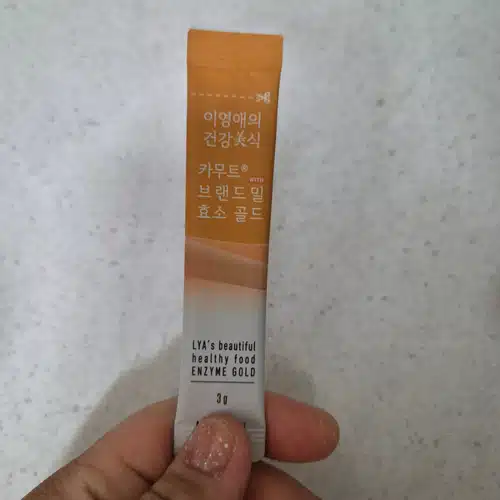 이영애의
건강美식
카무트®
브랜드밀
효소 골드
LYA's beautiful
healthy food
ENZYME GOLD
3g